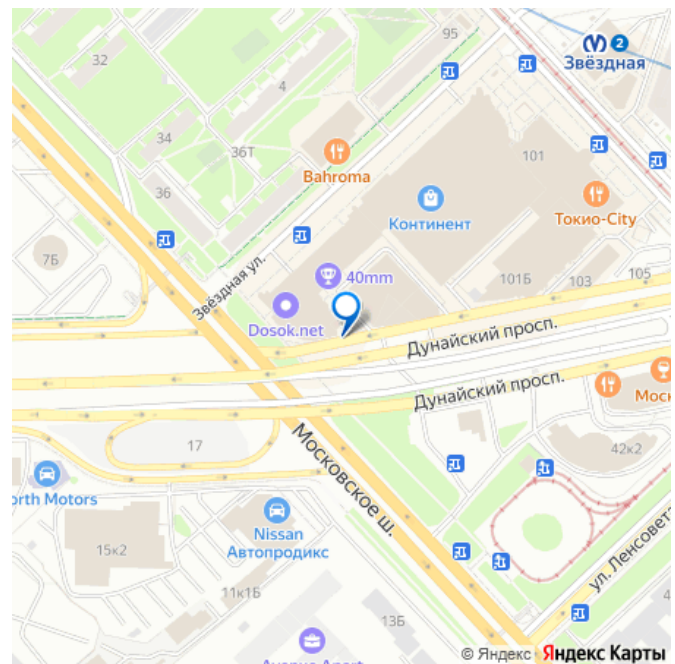 32
95
2
Звёздная
4
34
36Т
Bahroma
101
36
Континент
Токио-City
7Б
Звёздная ул.
40mm
101Б
103
105
Dosok.net
Дунайский просп.
Дунайский просп.
Моск
17
Московское ш.
42к2
orth Motors
Nissan
Автопродикс
15к2
11к1Б
ул. Ленсовета
4
13Б
© Яндекс Яндекс Карты